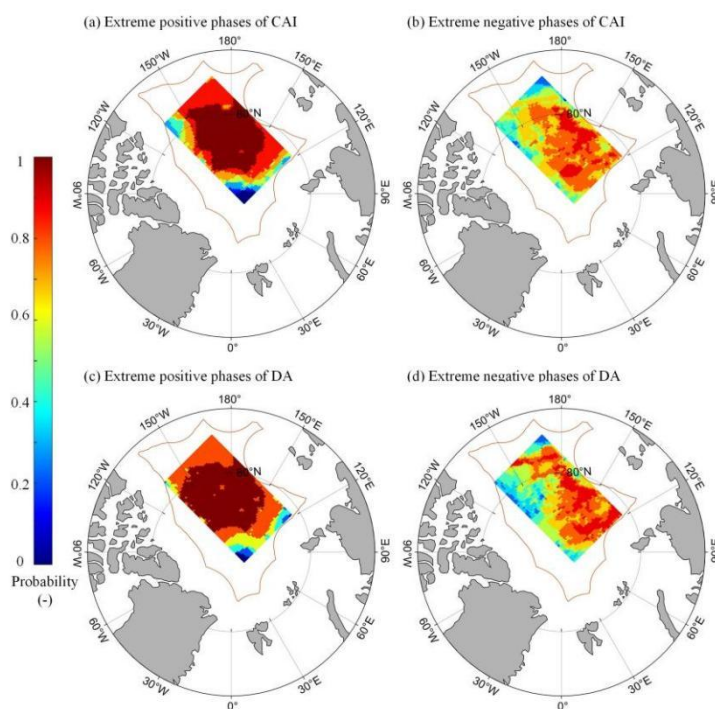 (a) Extreme positive phases of CAI
(b) Extreme negative phases of CAI
180°
180°
150°W
150°E
150°W
150°E
120°W
120°E
120°W
120°E
80°N
80°N
90°W
90°E
90°W
90°E
60°W
60°E
60°W
60°E
30°W
30°E
30°W
30°E
0°
0°
1
0.8
0.6
0.4
0.2
0
Probability
(-)
(c) Extreme positive phases of DA
(d) Extreme negative phases of DA
180°
180°
150°W
150°E
150°W
150°E
120°W
120°E
120°W
120°E
80°N
80°N
90°W
90°E
90°W
90°E
60°W
60°E
60°W
60°E
30°W
30°E
30°W
30°E
0°
0°